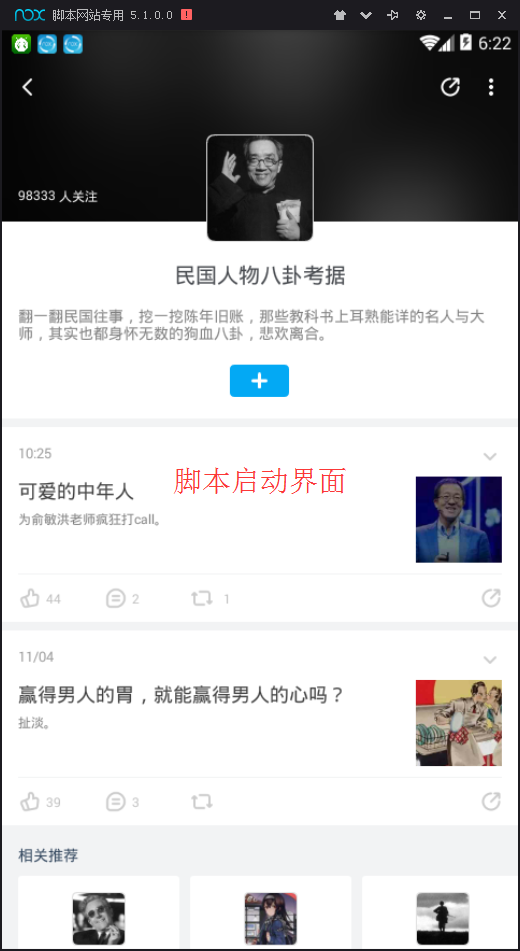 nox 脚本网站专用 5.1.0.0
6:22
98333 人关注
民国人物八卦考据
翻一翻民国往事，挖一挖陈年旧账，那些教科书上耳熟能详的名人与大
师，其实也都身怀无数的狗血八卦，悲欢离合。
10:25
脚本启动界面
可爱的中年人
为俞敏洪老师疯狂打call。
44 2 1
11/04
赢得男人的胃，就能赢得男人的心吗？
扯淡。
39 3
相关推荐